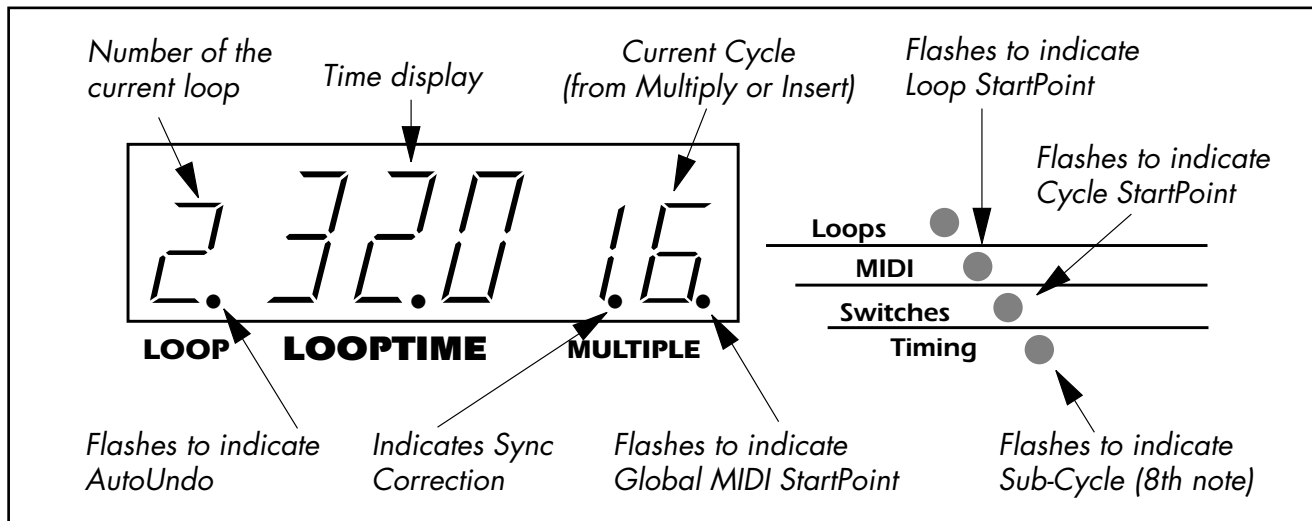 Number of the
current loop
Time display
Current Cycle
(from Multiply or Insert)
Flashes to indicate
Loop StartPoint
Flashes to indicate
Cycle StartPoint
2. 32.0 1.6.
LOOP LOOPTIME MULTIPLE
Loops
MIDI
Switches
Timing
Flashes to indicate
AutoUndo
Indicates Sync
Correction
Flashes to indicate
Global MIDI StartPoint
Flashes to indicate
Sub-Cycle (8th note)